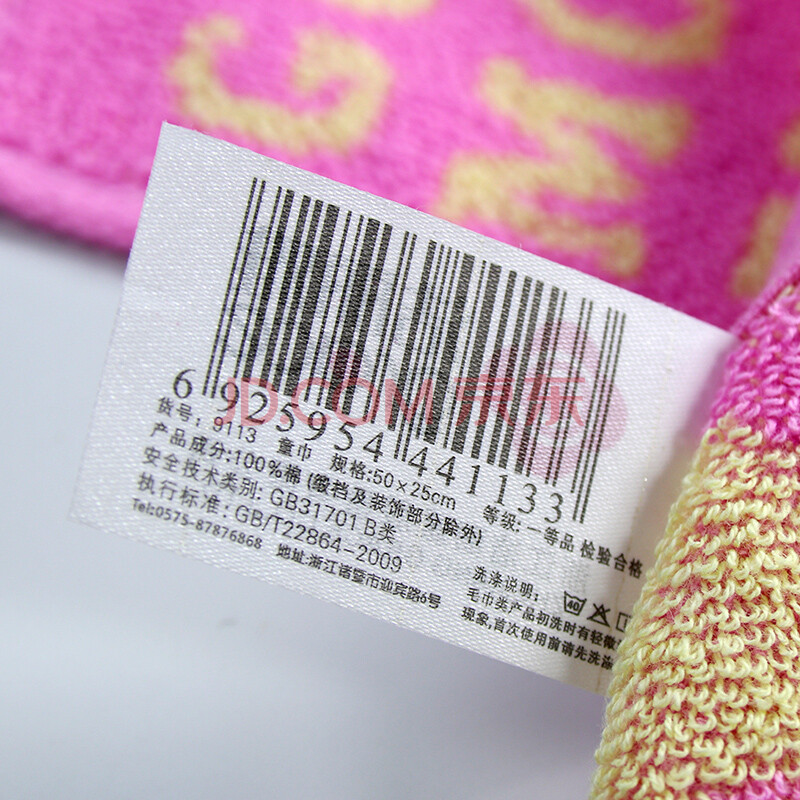 JD.COM 京东
6 925954 441133
货号: 9113 童巾 规格:50×25cm 等级: 一等品 检验合格
产品成分:100%棉 (缎档及装饰部分除外)
安全技术类别: GB31701 B类
执行标准: GB/T22864-2009
Tel:0575-87876868 地址:浙江诸暨市迎宾路6号
洗涤说明: 40
毛巾类产品初洗时有轻微
现象,首次使用前请先洗涤